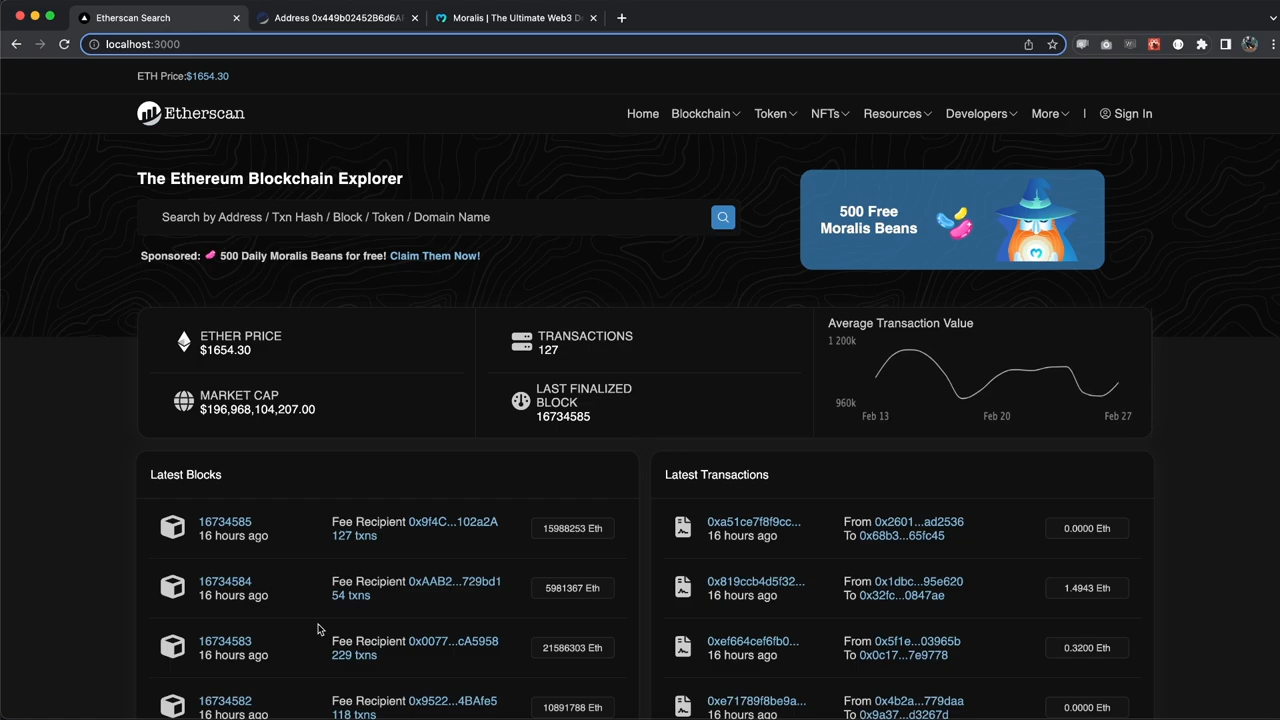 Etherscan Search
Address 0x449b02452B6d6A
Moralis | The Ultimate Web3 D
localhost:3000
ETH Price:$1654.30
Etherscan
Home
Blockchain
Token
NFTs
Resources
Developers
More
|
Sign In
The Ethereum Blockchain Explorer
Search by Address / Txn Hash / Block / Token / Domain Name
Sponsored: 500 Daily Moralis Beans for free! Claim Them Now!
500 Free
Moralis Beans
ETHER PRICE
$1654.30
MARKET CAP
$196,968,104,207.00
TRANSACTIONS
127
LAST FINALIZED
BLOCK
16734585
Average Transaction Value
1 200k
960k
Feb 13
Feb 20
Feb 27
Latest Blocks
16734585
16 hours ago
Fee Recipient 0x9f4C...102a2A
127 txns
15988253 Eth
16734584
16 hours ago
Fee Recipient 0xAAB2...729bd1
54 txns
5981367 Eth
16734583
16 hours ago
Fee Recipient 0x0077...cA5958
229 txns
21586303 Eth
16734582
16 hours ago
Fee Recipient 0x9522...4BAfe5
118 txns
10891788 Eth
Latest Transactions
0xa51ce7f8f9cc...
16 hours ago
From 0x2601...ad2536
To 0x68b3...65fc45
0.0000 Eth
0x819ccb4d5f32...
16 hours ago
From 0x1dbc...95e620
To 0x32fc...0847ae
1.4943 Eth
0xef664cef6fb0...
16 hours ago
From 0x5f1e...03965b
To 0x0c17...7e9778
0.3200 Eth
0xe71789f8be9a...
16 hours ago
From 0x4b2a...779daa
To 0x9a37...d3267d
0.0000 Eth